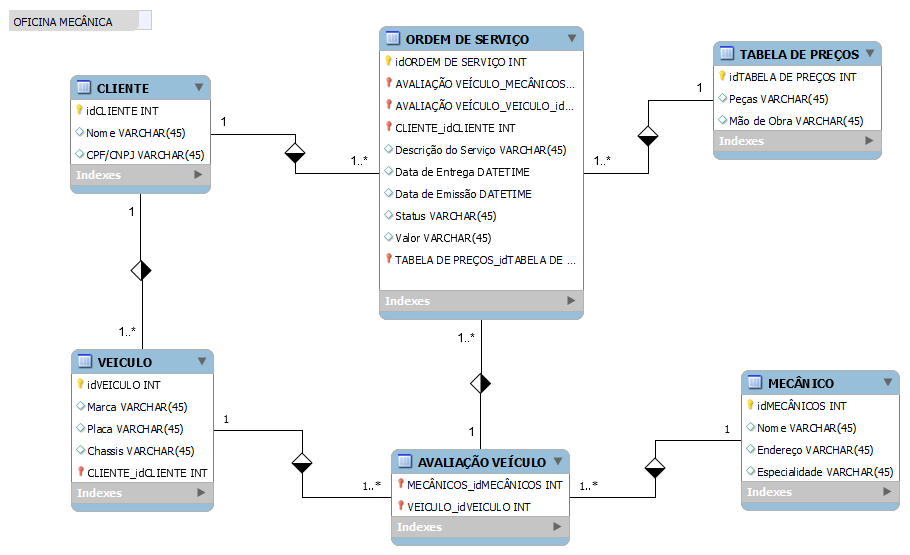 OFICINA MECÂNICA
CLIENTE
idCLIENTE INT
Nome VARCHAR(45)
CPF/CNPJ VARCHAR(45)
Indexes
ORDEM DE SERVIÇO
idORDEM DE SERVIÇO INT
AVALIAÇÃO VEÍCULO_MECÂNICOS...
AVALIAÇÃO VEÍCULO_VEICULO_id...
CLIENTE_idCLIENTE INT
Descrição do Serviço VARCHAR(45)
Data de Entrega DATETIME
Data de Emissão DATETIME
Status VARCHAR(45)
Valor VARCHAR(45)
TABELA DE PREÇOS_idTABELA DE ...
Indexes
TABELA DE PREÇOS
idTABELA DE PREÇOS INT
Peças VARCHAR(45)
Mão de Obra VARCHAR(45)
Indexes
1
1..*
1..*
1
1
1..*
1..*
1
VEICULO
idVEICULO INT
Marca VARCHAR(45)
Placa VARCHAR(45)
Chassis VARCHAR(45)
CLIENTE_idCLIENTE INT
Indexes
1
1..*
AVALIAÇÃO VEÍCULO
MECÂNICOS_idMECÂNICOS INT
VEICULO_idVEICULO INT
Indexes
1..*
1
MECÂNICO
idMECÂNICOS INT
Nome VARCHAR(45)
Endereço VARCHAR(45)
Especialidade VARCHAR(45)
Indexes